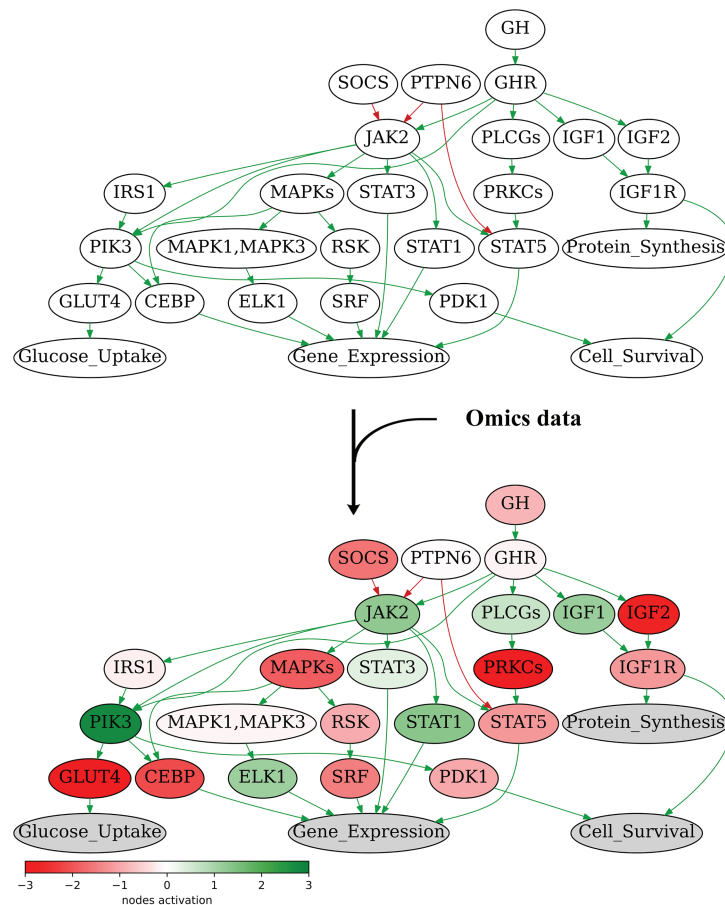 GH
SOCS PTPN6 GHR
JAK2 PLCGs IGF1 IGF2
IRS1 MAPKs STAT3 PRKCs IGF1R
PIK3 MAPK1,MAPK3 RSK STAT1 STAT5 Protein_Synthesis
GLUT4 CEBP ELK1 SRF PDK1
Glucose_Uptake Gene_Expression Cell_Survival
Omics data
GH
SOCS PTPN6 GHR
JAK2 PLCGs IGF1 IGF2
IRS1 MAPKs STAT3 PRKCs IGF1R
PIK3 MAPK1,MAPK3 RSK STAT1 STAT5 Protein_Synthesis
GLUT4 CEBP ELK1 SRF PDK1
Glucose_Uptake Gene_Expression Cell_Survival
−3 −2 −1 0 1 2 3
nodes activation